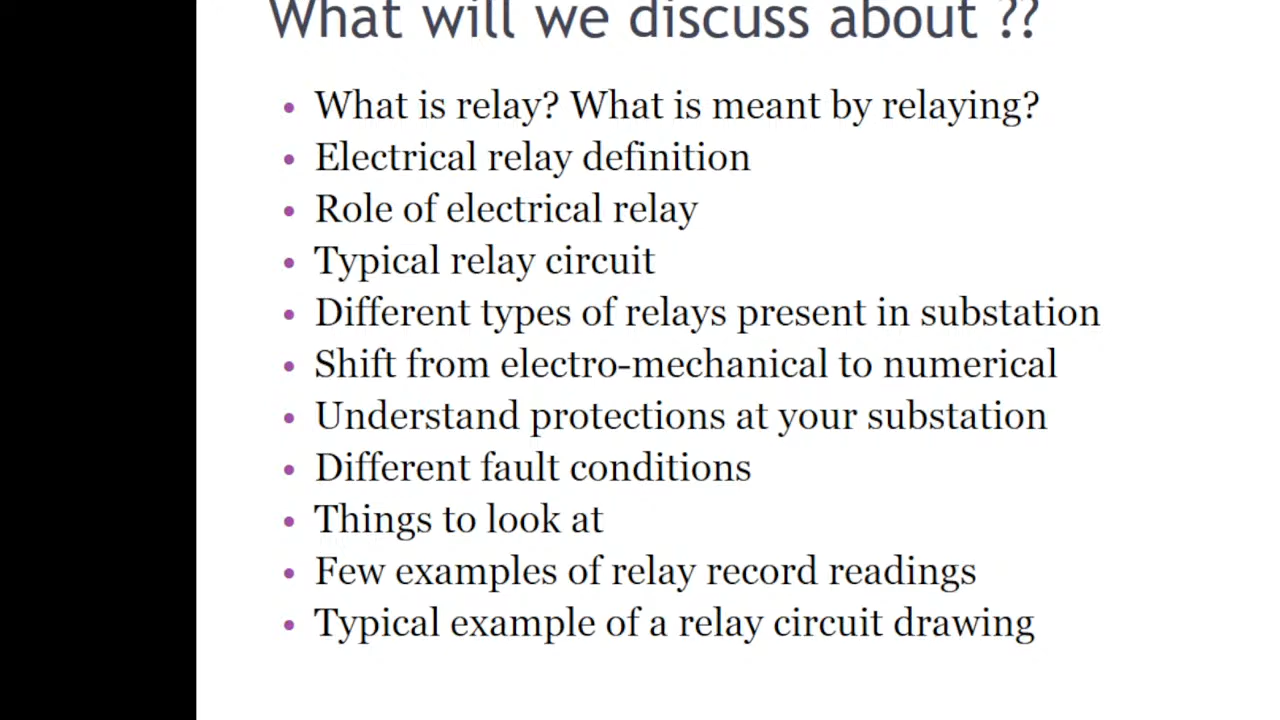 What will we discuss about ??
• What is relay? What is meant by relaying?
• Electrical relay definition
• Role of electrical relay
• Typical relay circuit
• Different types of relays present in substation
• Shift from electro-mechanical to numerical
• Understand protections at your substation
• Different fault conditions
• Things to look at
• Few examples of relay record readings
• Typical example of a relay circuit drawing